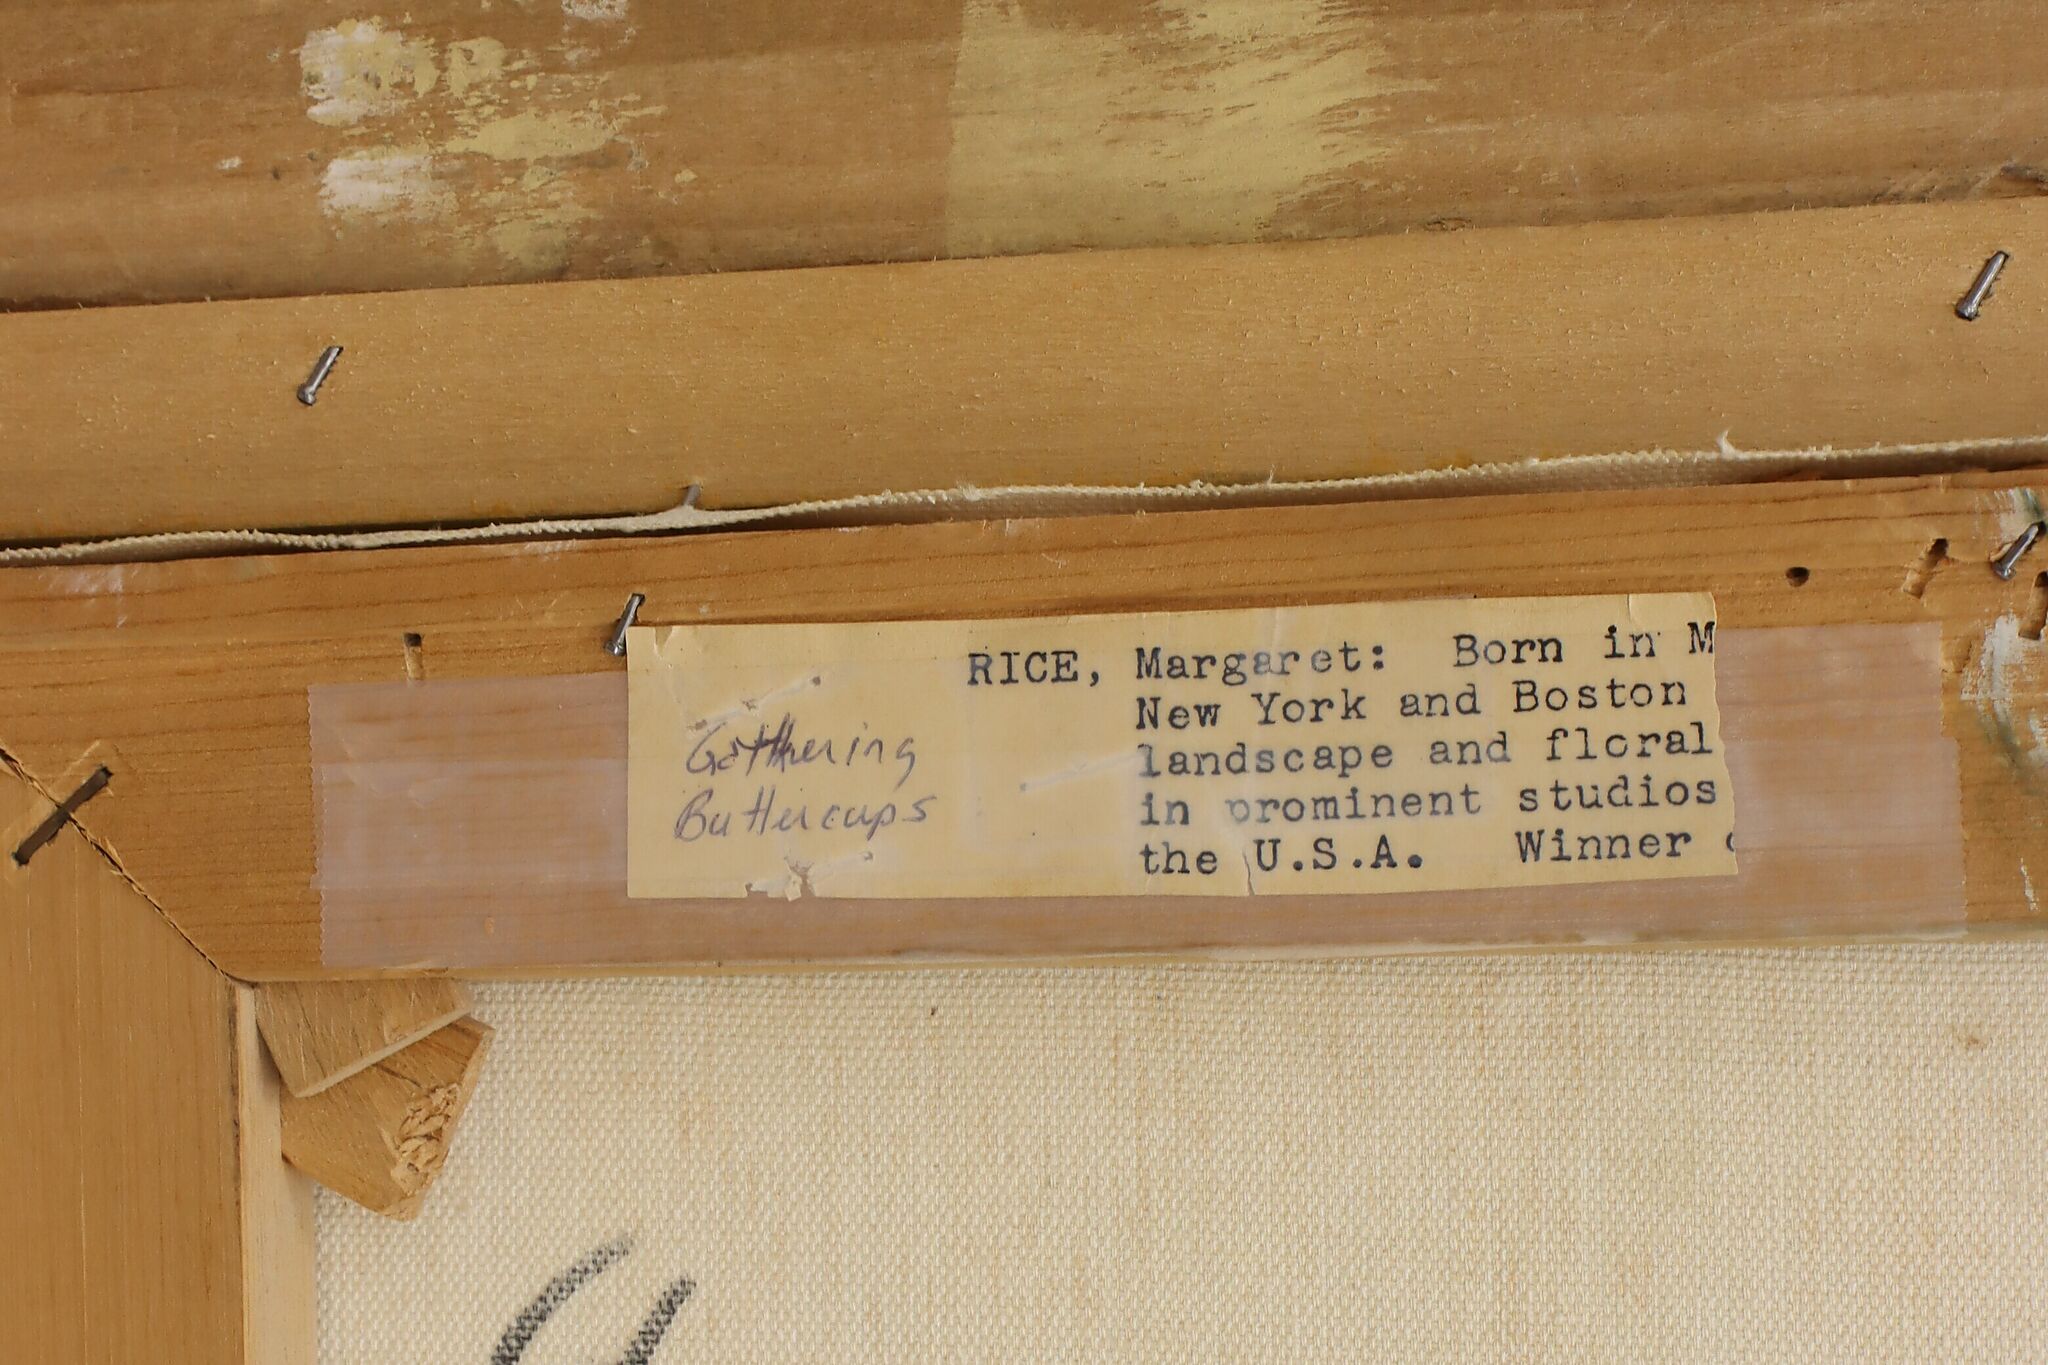 RICE, Margaret: Born in M
New York and Boston
landscape and floral
in prominent studios
the U.S.A. Winner
Gathering
Buttercups